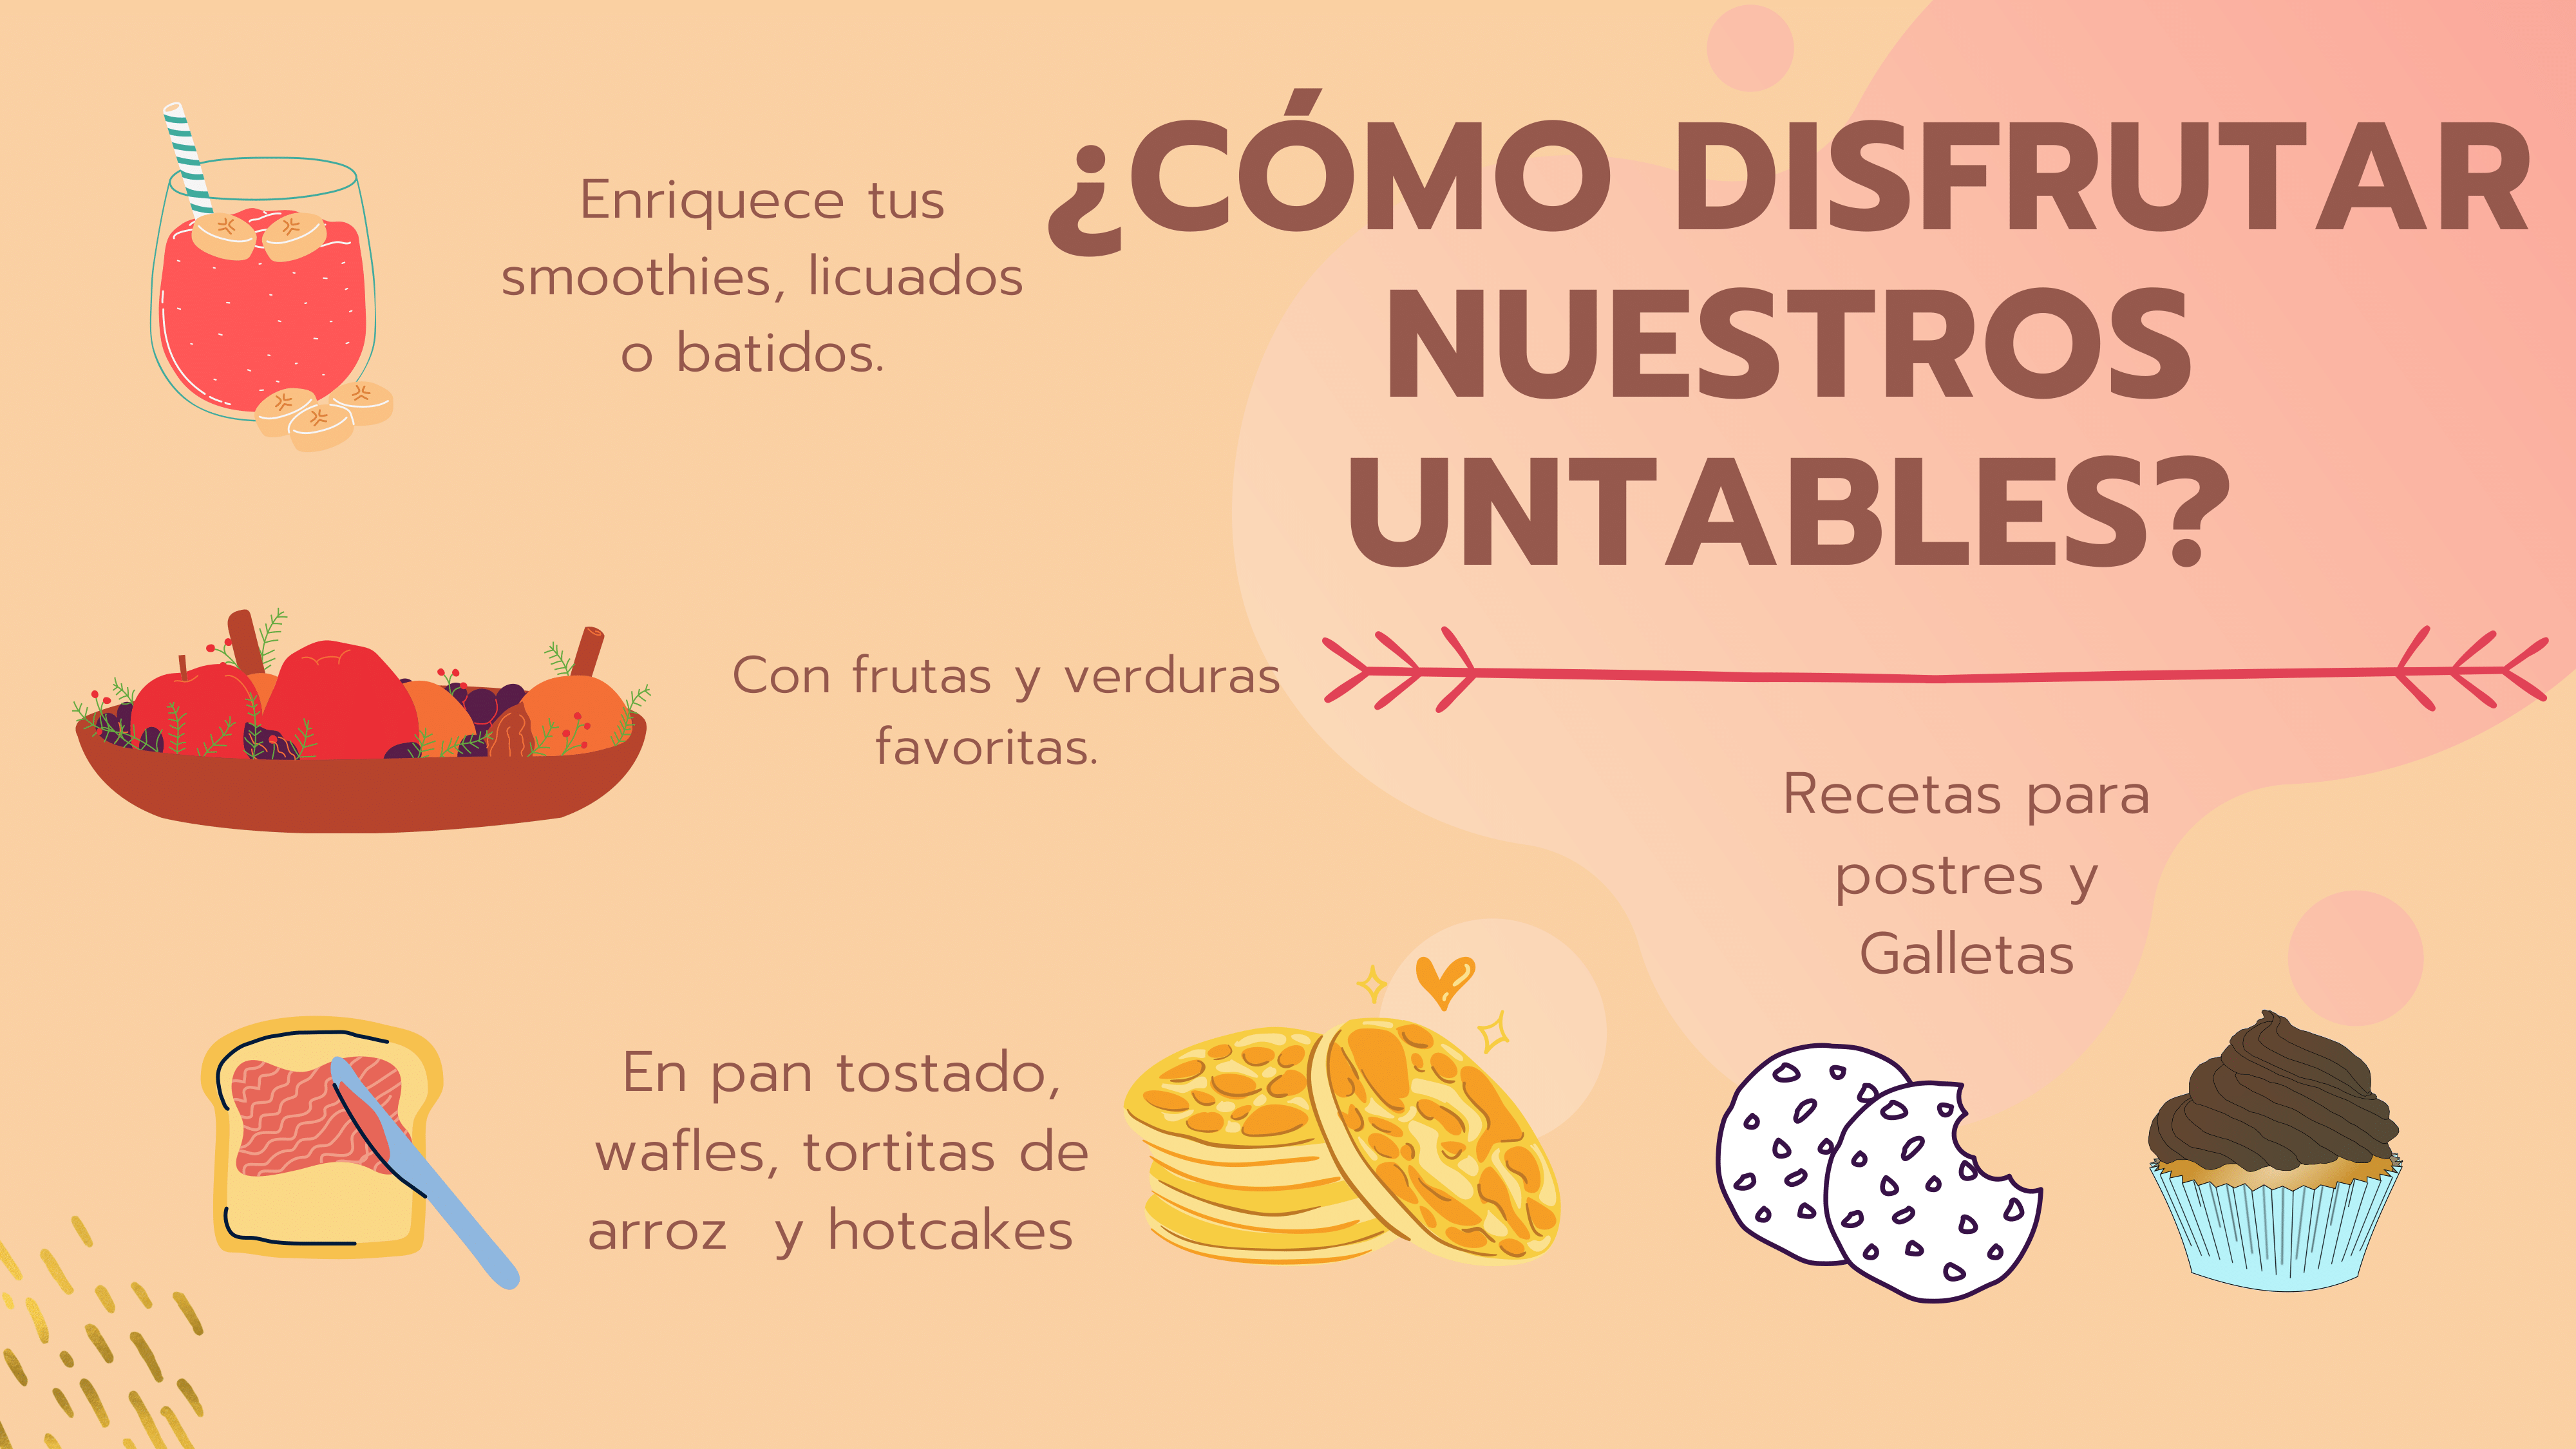 ¿CÓMO DISFRUTAR
NUESTROS
UNTABLES?
Enriquece tus
smoothies, licuados
o batidos.
Con frutas y verduras
favoritas.
En pan tostado,
wafles, tortitas de
arroz y hotcakes
Recetas para
postres y
Galletas